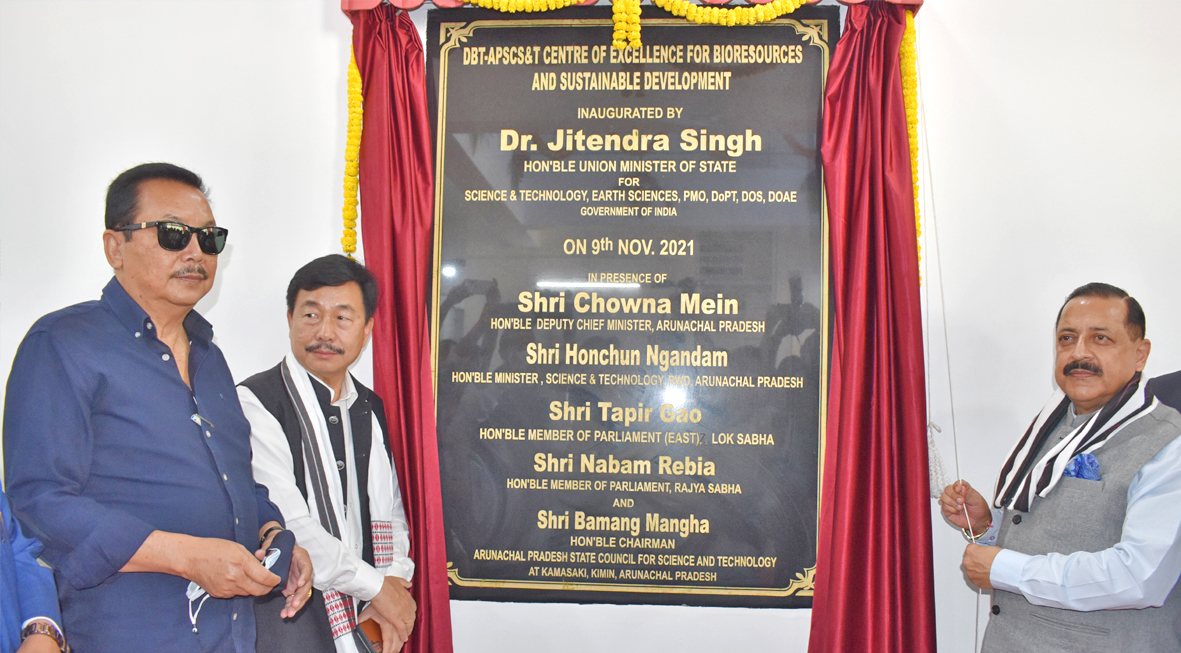 DBT-APSCS&T CENTRE OF EXCELLENCE FOR BIORESOURCES
AND SUSTAINABLE DEVELOPMENT
INAUGURATED BY
Dr. Jitendra Singh
HON'BLE UNION MINISTER OF STATE
FOR
SCIENCE & TECHNOLOGY, EARTH SCIENCES, PMO, DoPT, DOS, DOAE
GOVERNMENT OF INDIA
ON 9th NOV. 2021
IN PRESENCE OF
Shri Chowna Mein
HON'BLE DEPUTY CHIEF MINISTER, ARUNACHAL PRADESH
Shri Honchun Ngandam
HON'BLE MINISTER , SCIENCE & TECHNOLOGY, RWD, ARUNACHAL PRADESH
Shri Tapir Gao
HON'BLE MEMBER OF PARLIAMENT (EAST), LOK SABHA
Shri Nabam Rebia
HON'BLE MEMBER OF PARLIAMENT, RAJYA SABHA
AND
Shri Bamang Mangha
HON'BLE CHAIRMAN
ARUNACHAL PRADESH STATE COUNCIL FOR SCIENCE AND TECHNOLOGY
AT KAMASAKI, KIMIN, ARUNACHAL PRADESH